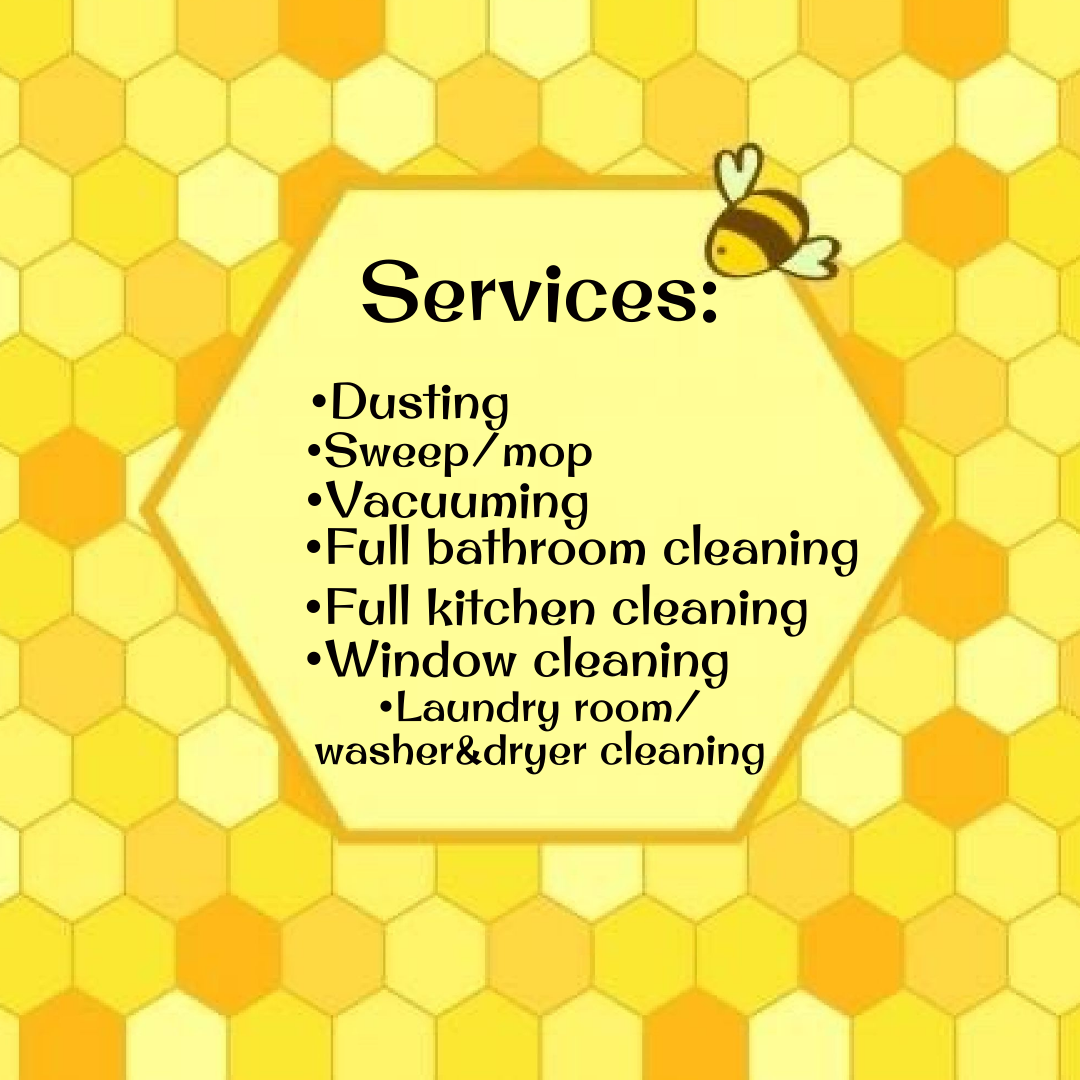 Services:
•Dusting
•Sweep/mop
•Vacuuming
•Full bathroom cleaning
•Full kitchen cleaning
•Window cleaning
•Laundry room/
washer&dryer cleaning